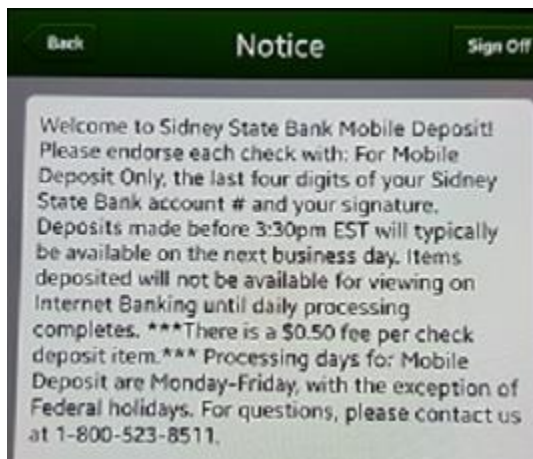 Back
Notice
Sign Off
Welcome to Sidney State Bank Mobile Deposit!
Please endorse each check with: For Mobile
Deposit Only, the last four digits of your Sidney
State Bank account # and your signature.
Deposits made before 3:30pm EST will typically
be available on the next business day. Items
deposited will not be available for viewing on
Internet Banking until daily processing
completes. ***There is a $0.50 fee per check
deposit item.*** Processing days for Mobile
Deposit are Monday-Friday, with the exception of
Federal holidays. For questions, please contact us
at 1-800-523-8511.